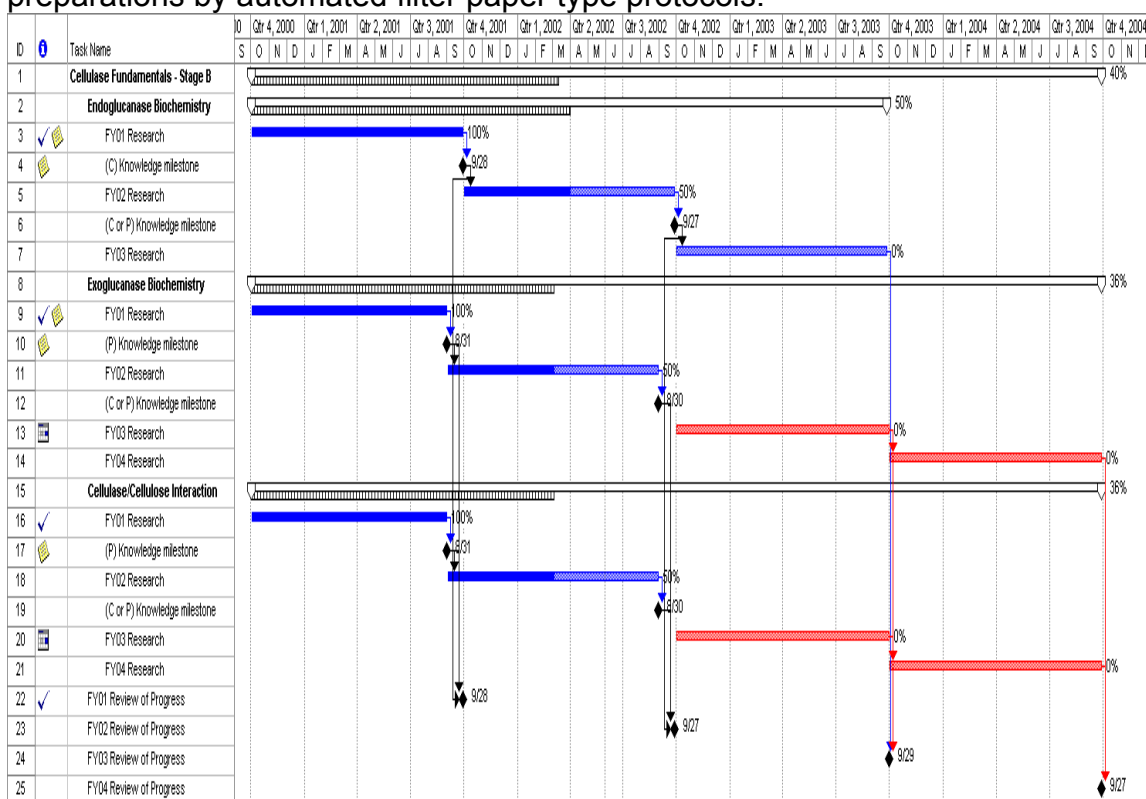 preparations by automated filter paper type protocols.
Qtr 4, 2000 Qtr 1, 2001 Qtr 2, 2001 Qtr 3, 2001 Qtr 4, 2001 Qtr 1, 2002 Qtr 2, 2002 Qtr 3, 2002 Qtr 4, 2002 Qtr 1, 2003 Qtr 2, 2003 Qtr 3, 2003 Qtr 4, 2003 Qtr 1, 2004 Qtr 2, 2004 Qtr 3, 2004 Qtr 4, 2004
ID Task Name S O N D J F M A M J J A S O N D J F M A M J J A S O N D J F M A M J J A S O N D J F M A M J J A S O N
1 Cellulase Fundamentals - Stage B 40%
2 Endoglucanase Biochemistry 50%
3 FY01 Research 100%
4 (C) Knowledge milestone 9/28
5 FY02 Research 50%
6 (C or P) Knowledge milestone 9/27
7 FY03 Research 0%
8 Exoglucanase Biochemistry 36%
9 FY01 Research 100%
10 (P) Knowledge milestone 8/31
11 FY02 Research 50%
12 (C or P) Knowledge milestone 8/30
13 FY03 Research 0%
14 FY04 Research 0%
15 Cellulase/Cellulose Interaction 36%
16 FY01 Research 100%
17 (P) Knowledge milestone 8/31
18 FY02 Research 50%
19 (C or P) Knowledge milestone 8/30
20 FY03 Research 0%
21 FY04 Research 0%
22 FY01 Review of Progress 9/28
23 FY02 Review of Progress 9/27
24 FY03 Review of Progress 9/29
25 FY04 Review of Progress 9/27